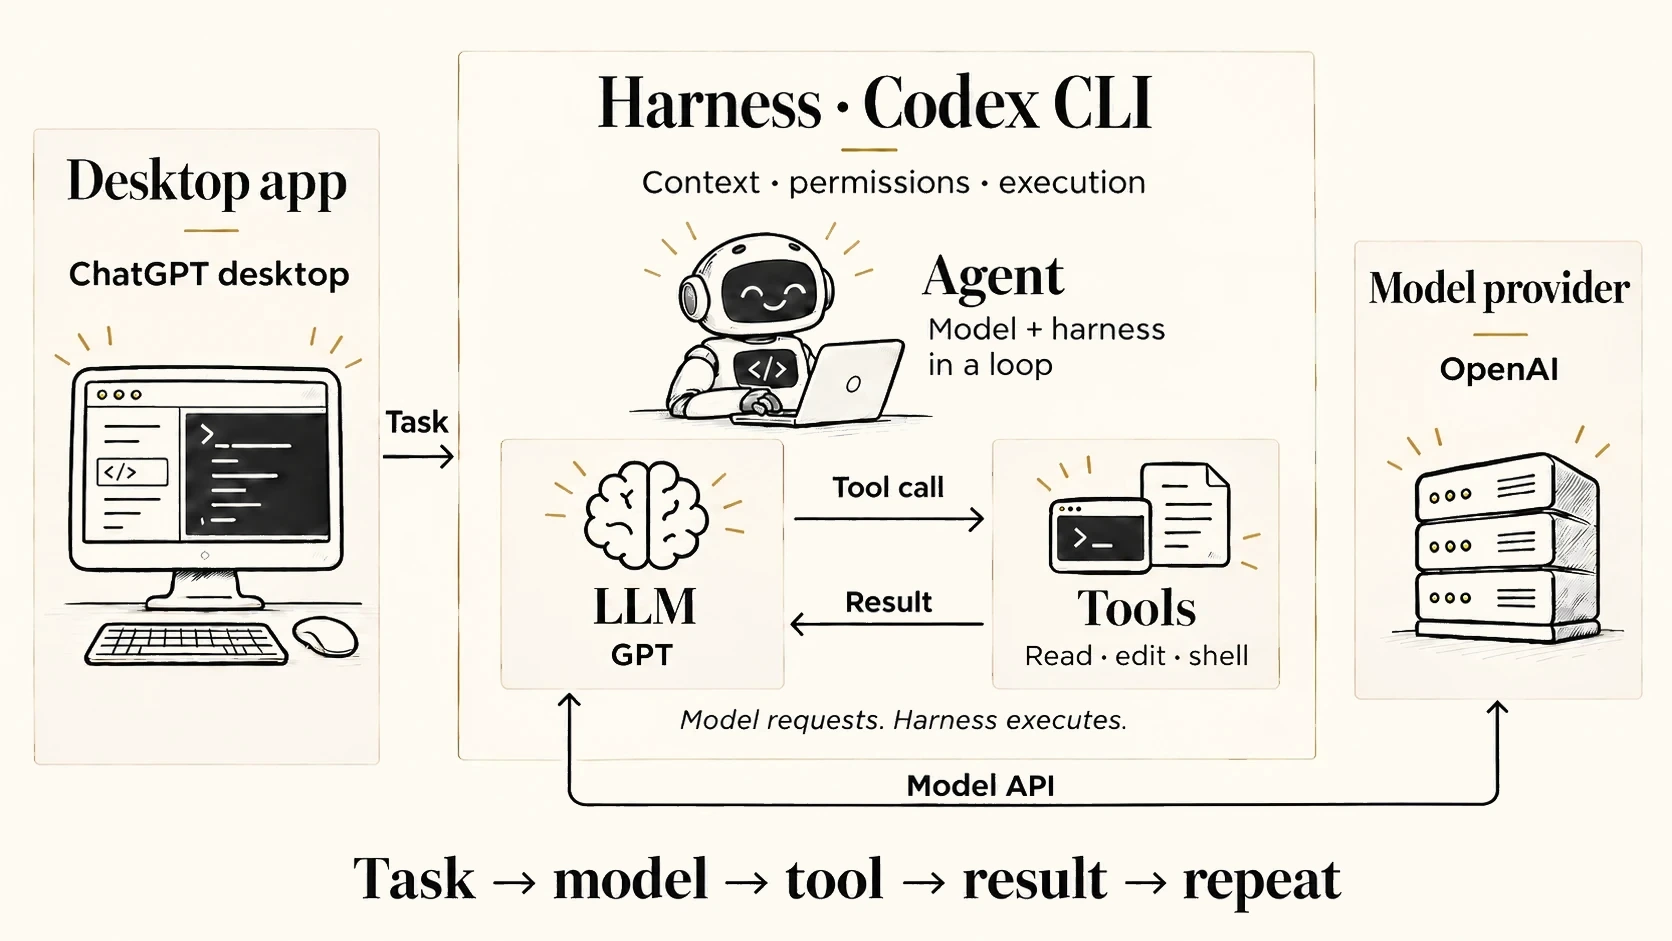 Desktop app
ChatGPT desktop
</>
>
Task
Harness · Codex CLI
Context · permissions · execution
</>
Agent
Model + harness
in a loop
LLM
GPT
Tool call
Result
>_
Tools
Read · edit · shell
Model requests. Harness executes.
Model provider
OpenAI
Model API
Task → model → tool → result → repeat